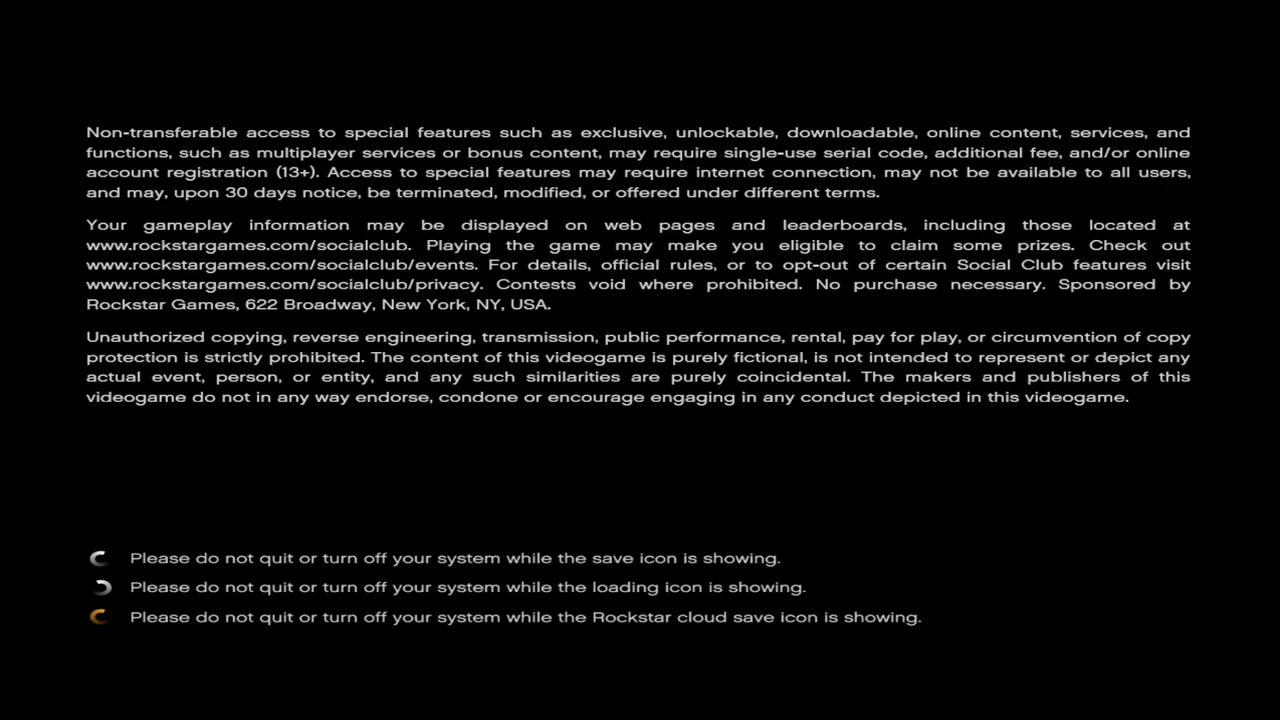 Non-transferable access to special features such as exclusive, unlockable, downloadable, online content, services, and
functions, such as multiplayer services or bonus content, may require single-use serial code, additional fee, and/or online
account registration (13+). Access to special features may require internet connection, may not be available to all users,
and may, upon 30 days notice, be terminated, modified, or offered under different terms.
Your gameplay information may be displayed on web pages and leaderboards, including those located at
www.rockstargames.com/socialclub. Playing the game may make you eligible to claim some prizes. Check out
www.rockstargames.com/socialclub/events. For details, official rules, or to opt-out of certain Social Club features visit
www.rockstargames.com/socialclub/privacy. Contests void where prohibited. No purchase necessary. Sponsored by
Rockstar Games, 622 Broadway, New York, NY, USA.
Unauthorized copying, reverse engineering, transmission, public performance, rental, pay for play, or circumvention of copy
protection is strictly prohibited. The content of this videogame is purely fictional, is not intended to represent or depict any
actual event, person, or entity, and any such similarities are purely coincidental. The makers and publishers of this
videogame do not in any way endorse, condone or encourage engaging in any conduct depicted in this videogame.
Please do not quit or turn off your system while the save icon is showing.
Please do not quit or turn off your system while the loading icon is showing.
Please do not quit or turn off your system while the Rockstar cloud save icon is showing.